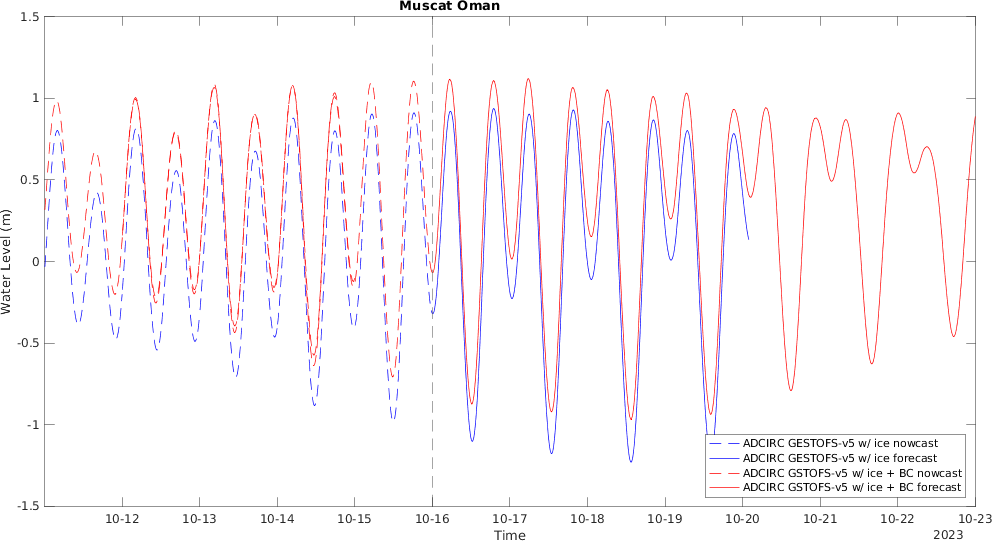 Muscat Oman
1.5
1
0.5
0
-0.5
-1
-1.5
Water Level (m)
10-12 10-13 10-14 10-15 10-16 10-17 10-18 10-19 10-20 10-21 10-22 10-23
Time
2023
ADCIRC GESTOFS-v5 w/ ice nowcast
ADCIRC GESTOFS-v5 w/ ice forecast
ADCIRC GSTOFS-v5 w/ ice + BC nowcast
ADCIRC GSTOFS-v5 w/ ice + BC forecast